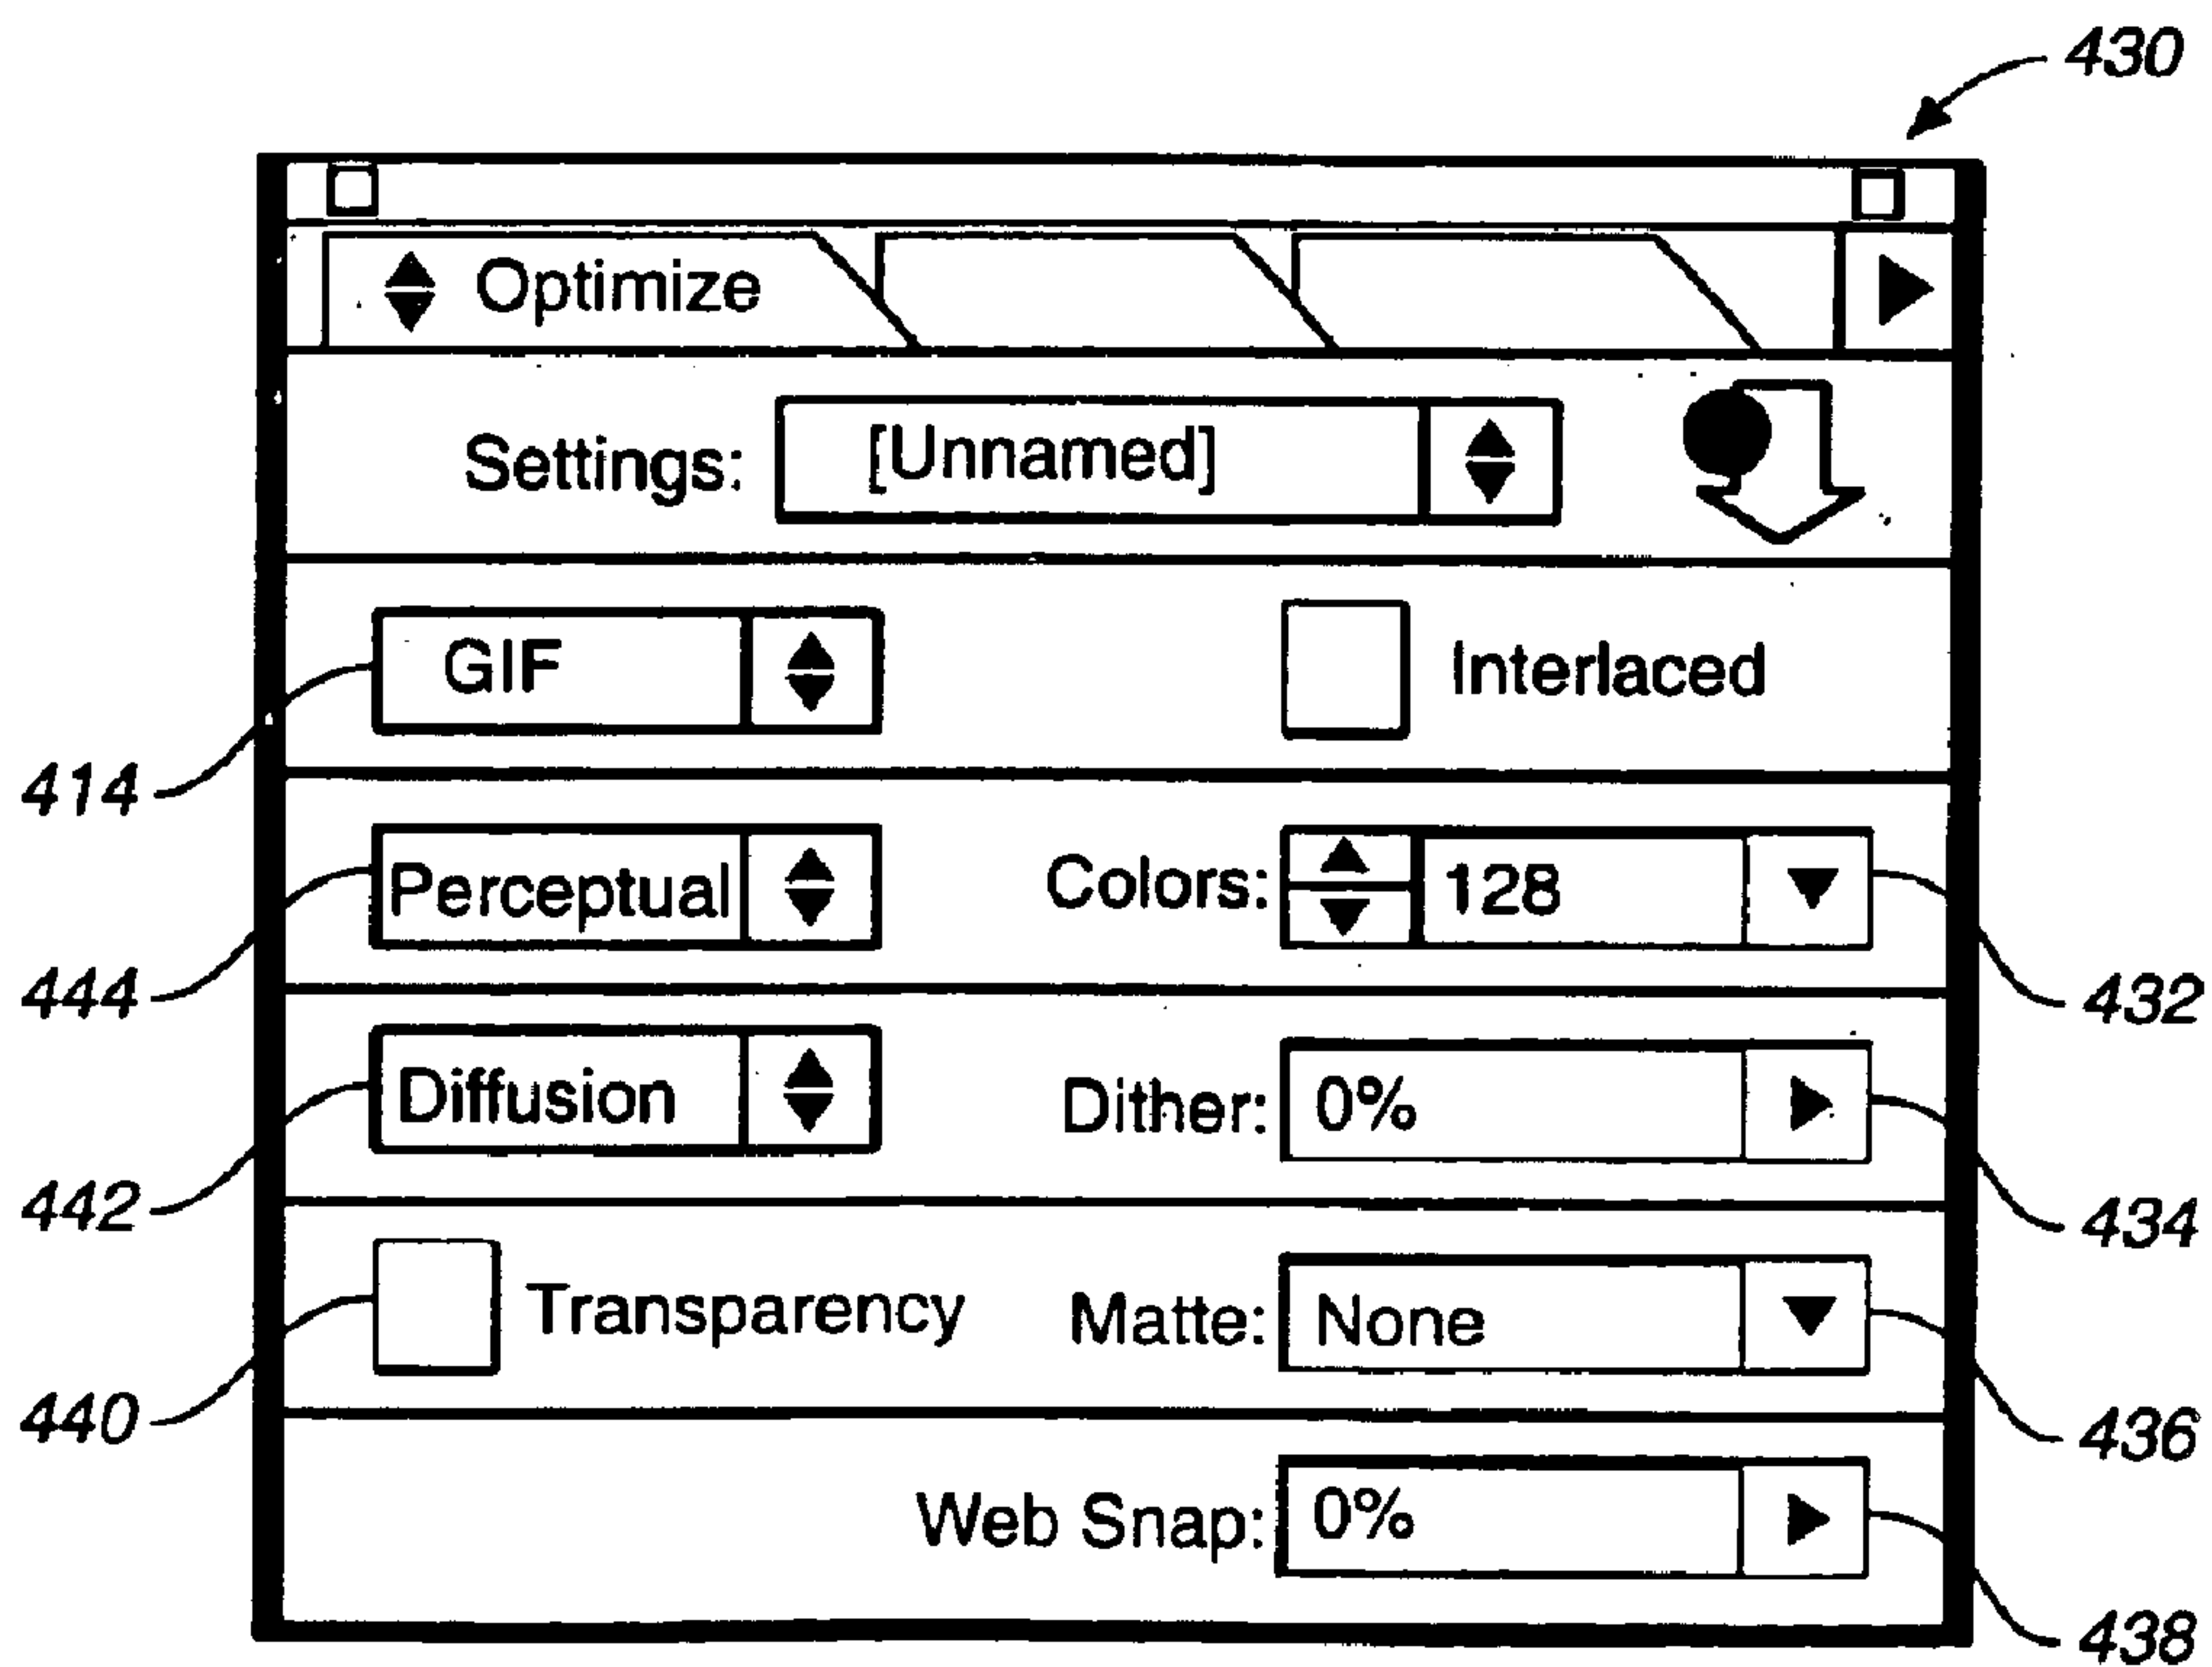 430
Optimize
Settings: [Unnamed]
GIF Interlaced
414
Perceptual Colors: 128
444 432
Diffusion Dither: 0%
442 434
Transparency Matte: None
440 436
Web Snap: 0%
438